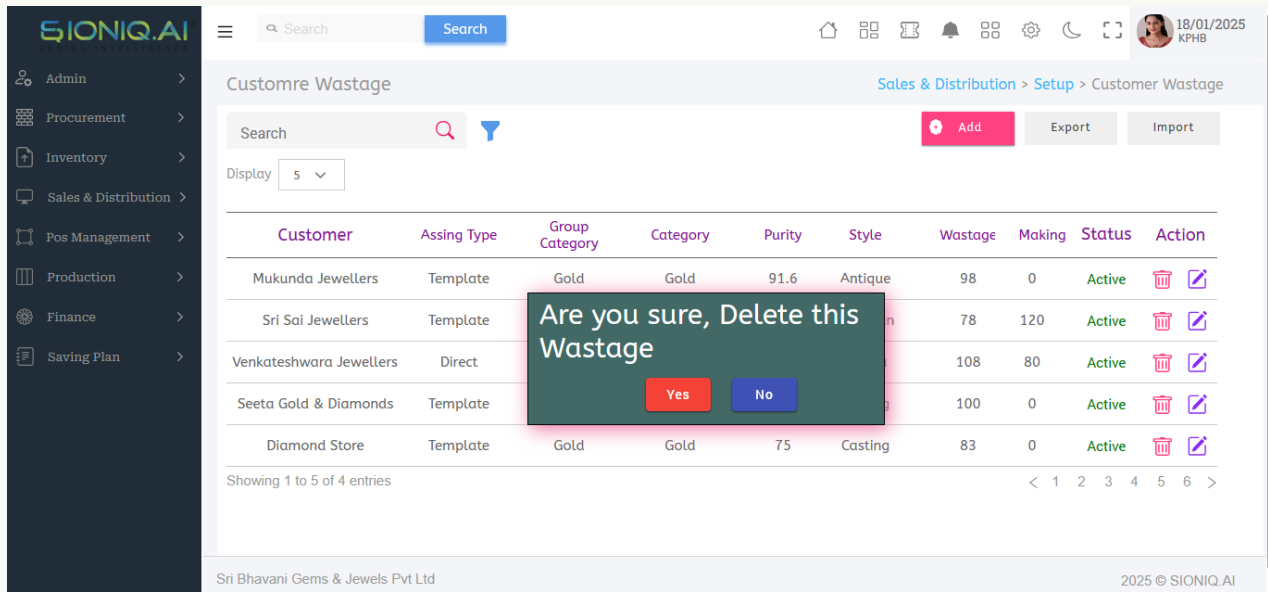 SIONIQ.AI
Search
Search
18/01/2025
KPHB
Admin
Procurement
Inventory
Sales & Distribution
Pos Management
Production
Finance
Saving Plan
Customre Wastage
Sales & Distribution > Setup > Customer Wastage
Search
Add
Export
Import
Display 5
Customer Assing Type Group Category Category Purity Style Wastage Making Status Action
Mukunda Jewellers Template Gold Gold 91.6 Antique 98 0 Active
Sri Sai Jewellers Template 78 120 Active
Venkateshwara Jewellers Direct 108 80 Active
Seeta Gold & Diamonds Template 100 0 Active
Diamond Store Template Gold Gold 75 Casting 83 0 Active
Are you sure, Delete this
Wastage
Yes No
Showing 1 to 5 of 4 entries
< 1 2 3 4 5 6 >
Sri Bhavani Gems & Jewels Pvt Ltd
2025 © SIONIQ.AI